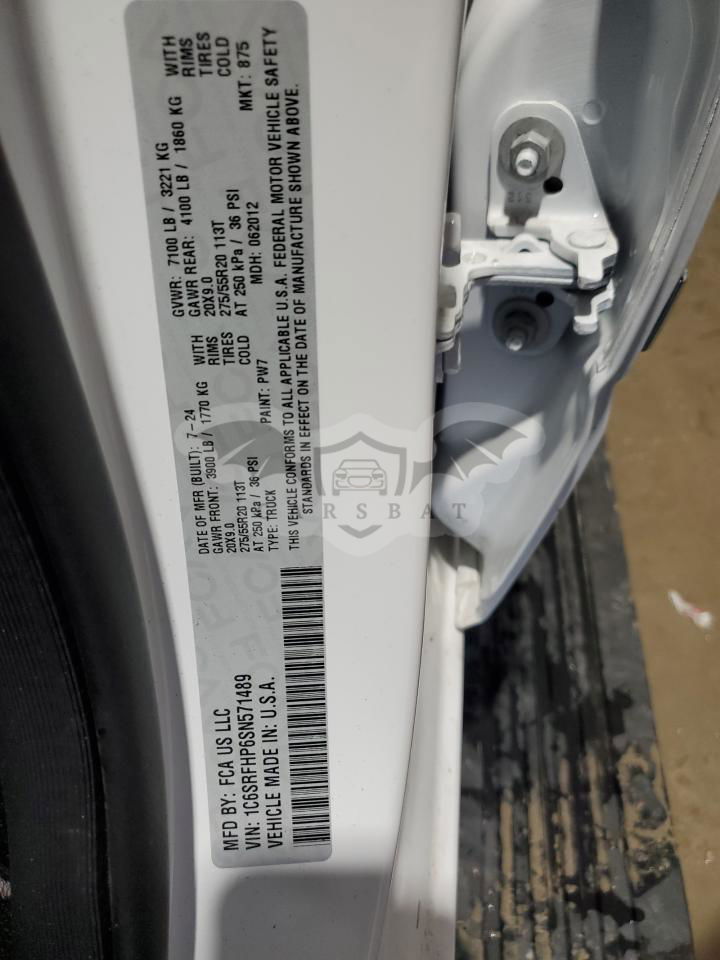 MFD BY: FCA US LLC
DATE OF MFR (BUILT): 7-24
GVWR: 7100 LB / 3221 KG
GAWR FRONT: 3900 LB / 1770 KG WITH
20X9.0 RIMS
275/55R20 113T TIRES
AT 250 kPa / 36 PSI COLD
GAWR REAR: 4100 LB / 1860 KG WITH
20X9.0 RIMS
275/55R20 113T TIRES
AT 250 kPa / 36 PSI COLD
VIN: 1C6SRFHP6SN571489
TYPE: TRUCK PAINT: PW7 MDH: 062012 MKT: 875
VEHICLE MADE IN: U.S.A.
THIS VEHICLE CONFORMS TO ALL APPLICABLE U.S.A. FEDERAL MOTOR VEHICLE SAFETY
STANDARDS IN EFFECT ON THE DATE OF MANUFACTURE SHOWN ABOVE.
RSBAT